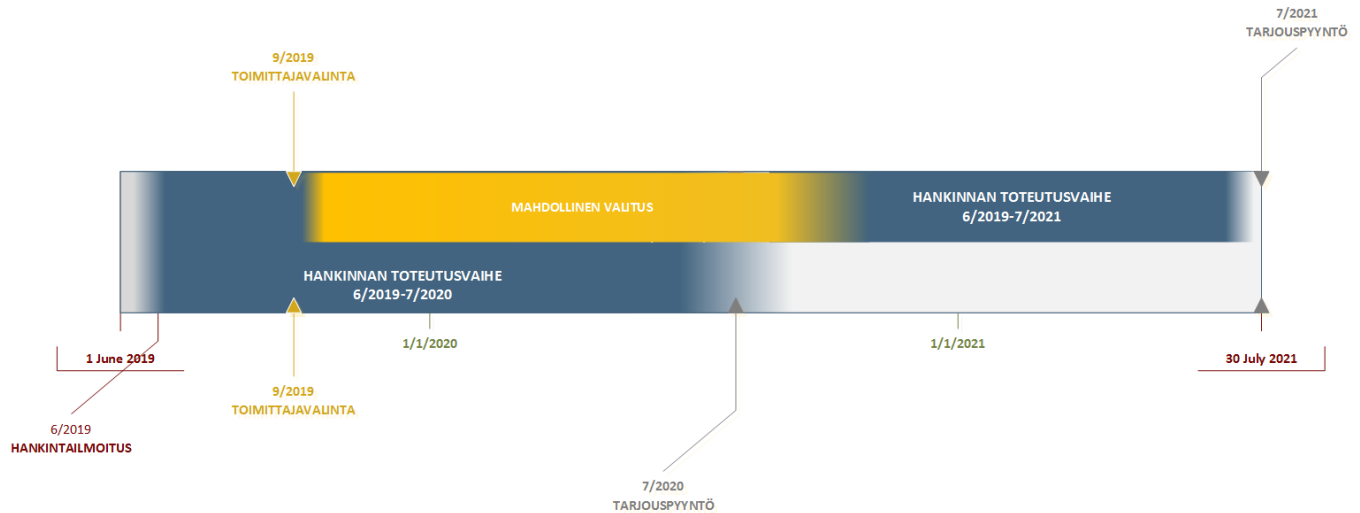 7/2021
TARJOUSPYYNTÖ
9/2019
TOIMITTAJAVALINTA
MAHDOLLINEN VALITUS
HANKINNAN TOTEUTUSVAIHE
6/2019-7/2021
HANKINNAN TOTEUTUSVAIHE
6/2019-7/2020
1/1/2020
1/1/2021
1 June 2019
30 July 2021
9/2019
TOIMITTAJAVALINTA
6/2019
HANKINTAILMOITUS
7/2020
TARJOUSPYYNTÖ